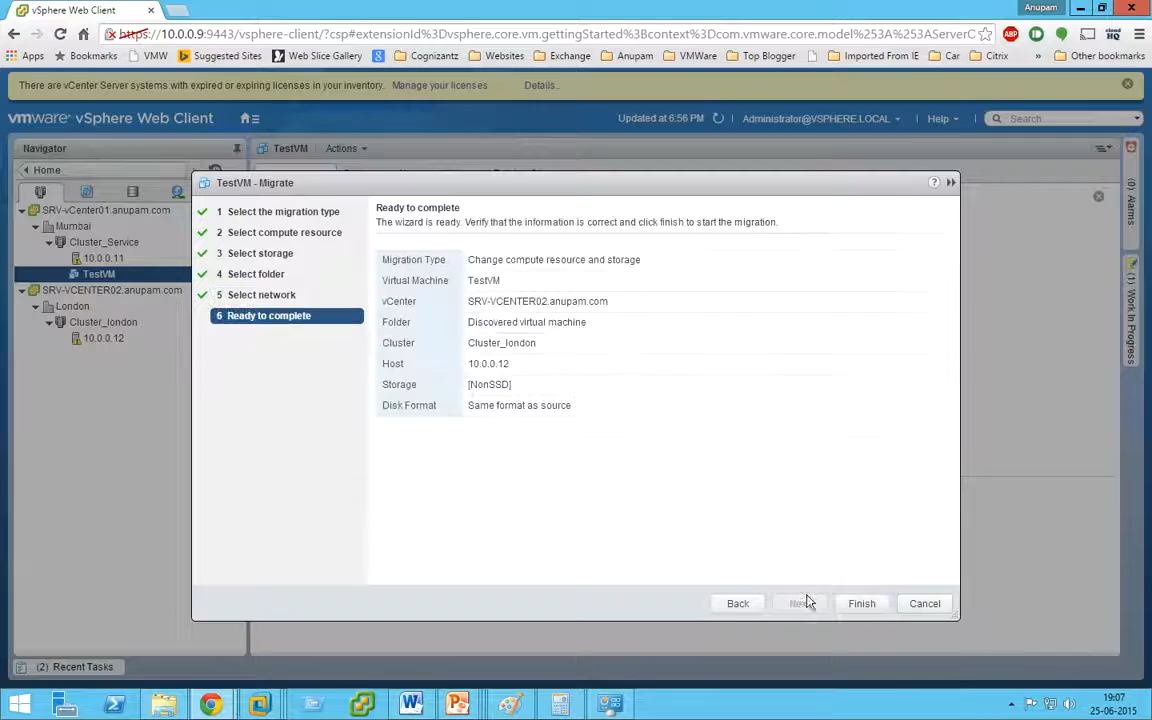 vSphere Web Client
Anupam
https://10.0.0.9:9443/vsphere-client/?csp#extensionId%3Dvsphere.core.vm.gettingStarted%3Bcontext%3Dcom.vmware.core.model%253A%253AServerO
Apps Bookmarks VMW Suggested Sites Web Slice Gallery Cognizantz Websites Exchange Anupam VMWare Top Blogger Imported From IE Car Citrix » Other bookmarks
There are vCenter Server systems with expired or expiring licenses in your inventory. Manage your licenses Details...
vmware vSphere Web Client
Updated at 6:56 PM
Administrator@VSPHERE.LOCAL
Help
Search
Navigator
TestVM Actions
Home
SRV-vCenter01.anupam.com
Mumbai
Cluster_Service
10.0.0.11
TestVM
SRV-VCENTER02.anupam.com
London
Cluster_london
10.0.0.12
TestVM - Migrate
1 Select the migration type
2 Select compute resource
3 Select storage
4 Select folder
5 Select network
6 Ready to complete
Ready to complete
The wizard is ready. Verify that the information is correct and click finish to start the migration.
Migration Type Change compute resource and storage
Virtual Machine TestVM
vCenter SRV-VCENTER02.anupam.com
Folder Discovered virtual machine
Cluster Cluster_london
Host 10.0.0.12
Storage [NonSSD]
Disk Format Same format as source
Back
Finish
Cancel
(0) Alarms
(1) Work In Progress
(2) Recent Tasks
19:07
25-06-2015